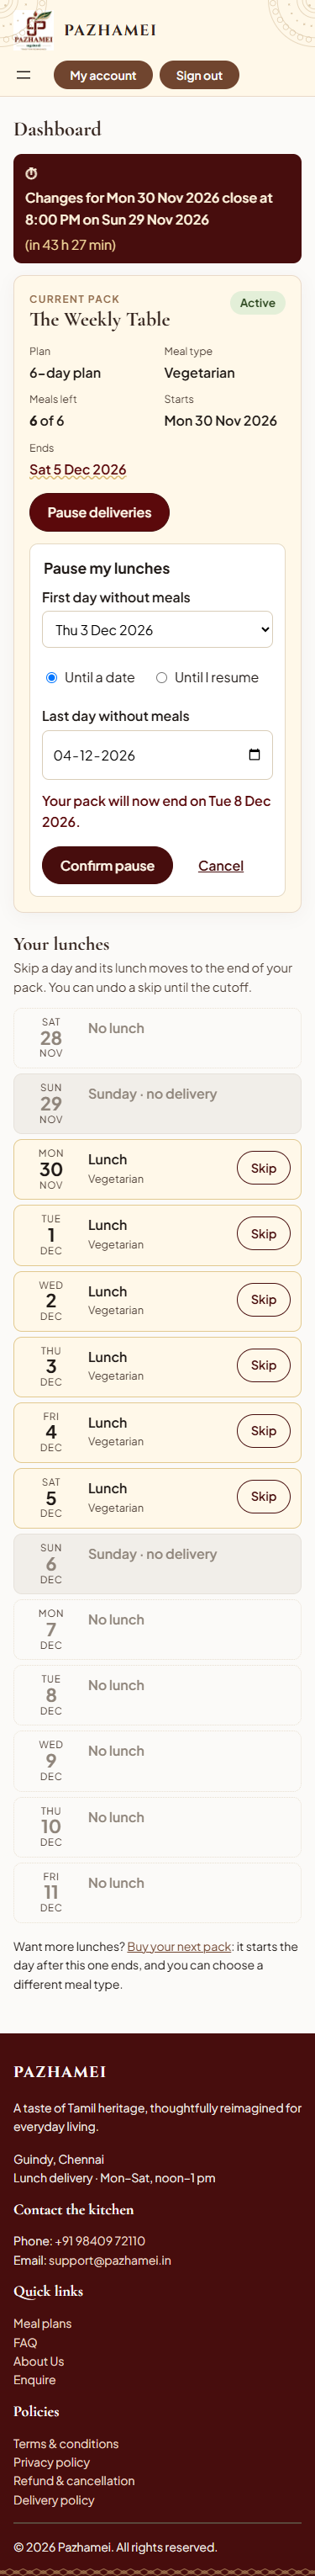 PAZHAMEI
PAZHAMEI
My account
Sign out
Dashboard
Changes for Mon 30 Nov 2026 close at
8:00 PM on Sun 29 Nov 2026
(in 43 h 27 min)
CURRENT PACK
Active
The Weekly Table
Plan
Meal type
6-day plan
Vegetarian
Meals left
Starts
6 of 6
Mon 30 Nov 2026
Ends
Sat 5 Dec 2026
Pause deliveries
Pause my lunches
First day without meals
Thu 3 Dec 2026
Until a date
Until I resume
Last day without meals
04-12-2026
Your pack will now end on Tue 8 Dec
2026.
Confirm pause
Cancel
Your lunches
Skip a day and its lunch moves to the end of your
pack. You can undo a skip until the cutoff.
SAT
28
NOV
No lunch
SUN
29
NOV
Sunday · no delivery
MON
30
NOV
Lunch
Vegetarian
Skip
TUE
1
DEC
Lunch
Vegetarian
Skip
WED
2
DEC
Lunch
Vegetarian
Skip
THU
3
DEC
Lunch
Vegetarian
Skip
FRI
4
DEC
Lunch
Vegetarian
Skip
SAT
5
DEC
Lunch
Vegetarian
Skip
SUN
6
DEC
Sunday · no delivery
MON
7
DEC
No lunch
TUE
8
DEC
No lunch
WED
9
DEC
No lunch
THU
10
DEC
No lunch
FRI
11
DEC
No lunch
Want more lunches? Buy your next pack: it starts the
day after this one ends, and you can choose a
different meal type.
PAZHAMEI
A taste of Tamil heritage, thoughtfully reimagined for
everyday living.
Guindy, Chennai
Lunch delivery · Mon–Sat, noon–1 pm
Contact the kitchen
Phone: +91 98409 72110
Email: support@pazhamei.in
Quick links
Meal plans
FAQ
About Us
Enquire
Policies
Terms & conditions
Privacy policy
Refund & cancellation
Delivery policy
© 2026 Pazhamei. All rights reserved.